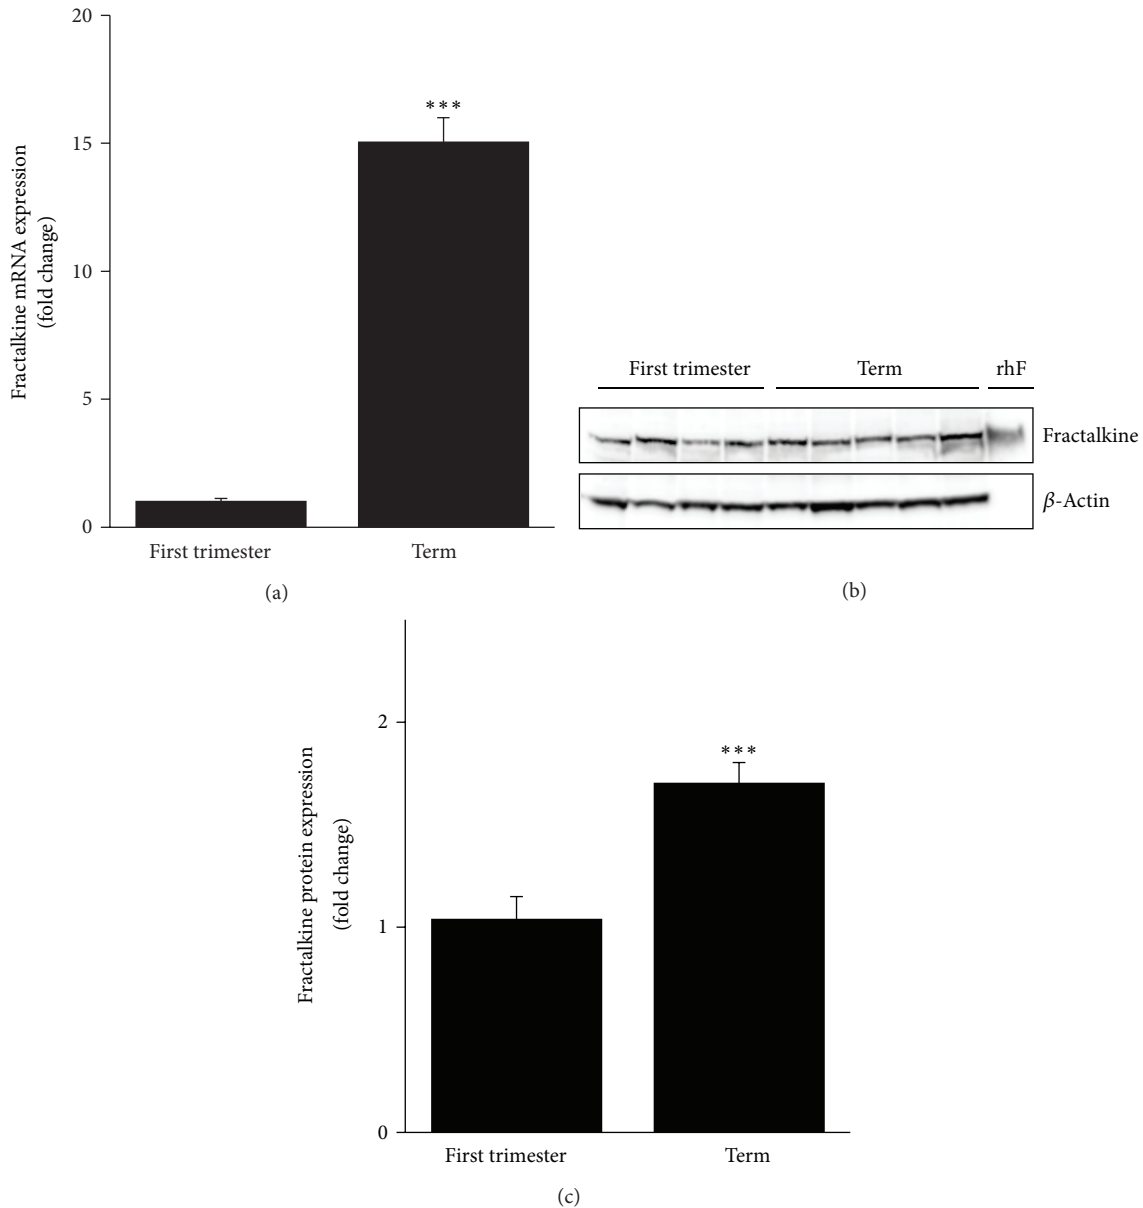 20
15
10
5
0
Fractalkine mRNA expression
(fold change)
***
First trimester
Term
(a)
First trimester
Term
rhF
Fractalkine
β-Actin
(b)
2
1
0
Fractalkine protein expression
(fold change)
***
First trimester
Term
(c)